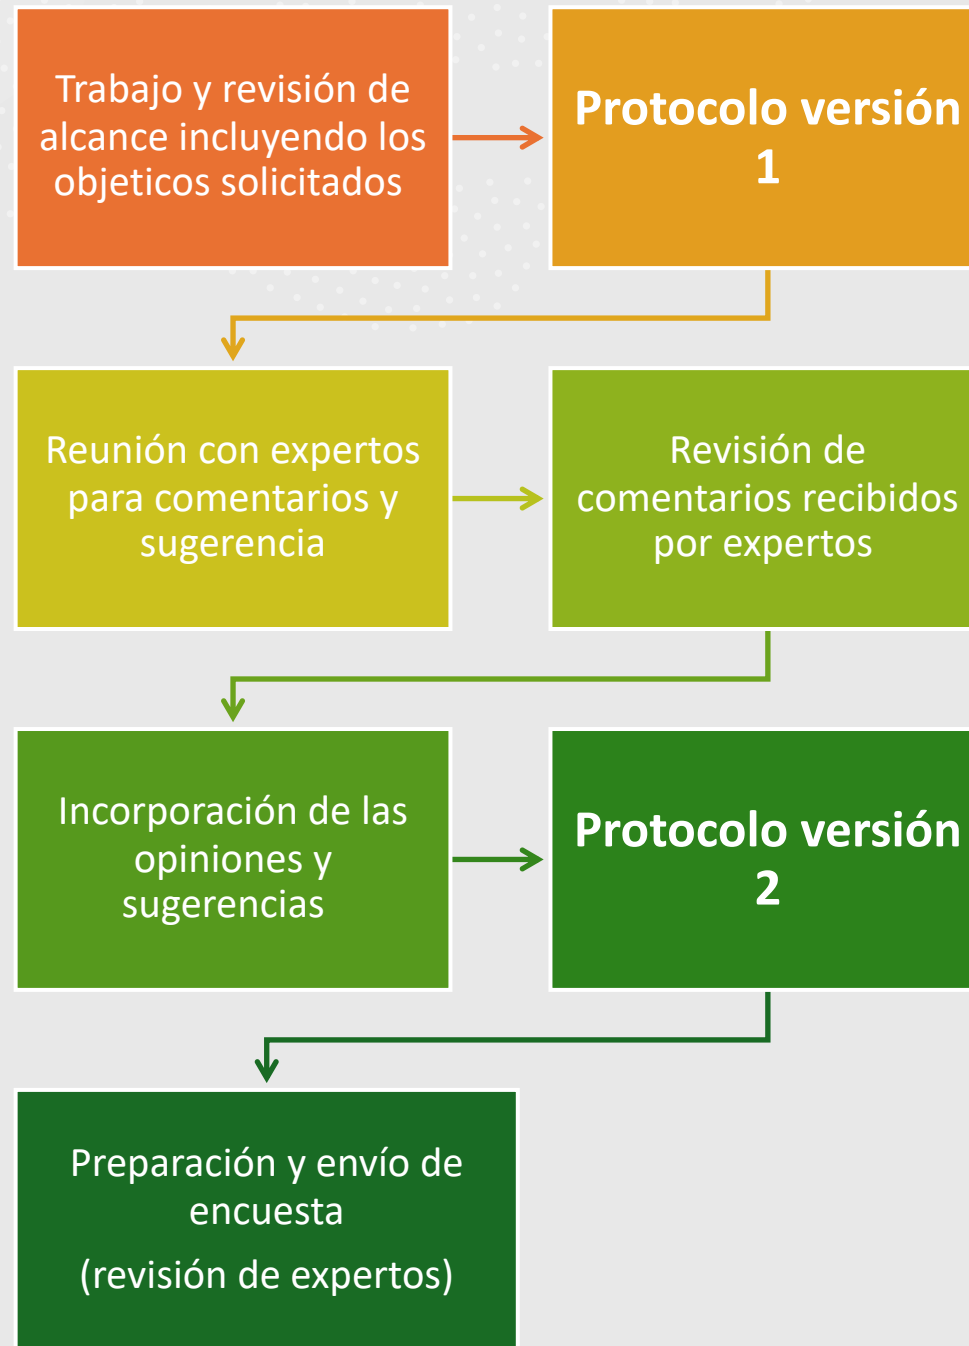 Trabajo y revisión de
alcance incluyendo los
objeticos solicitados
Protocolo versión
1
Reunión con expertos
para comentarios y
sugerencia
Revisión de
comentarios recibidos
por expertos
Incorporación de las
opiniones y
sugerencias
Protocolo versión
2
Preparación y envío de
encuesta
(revisión de expertos)